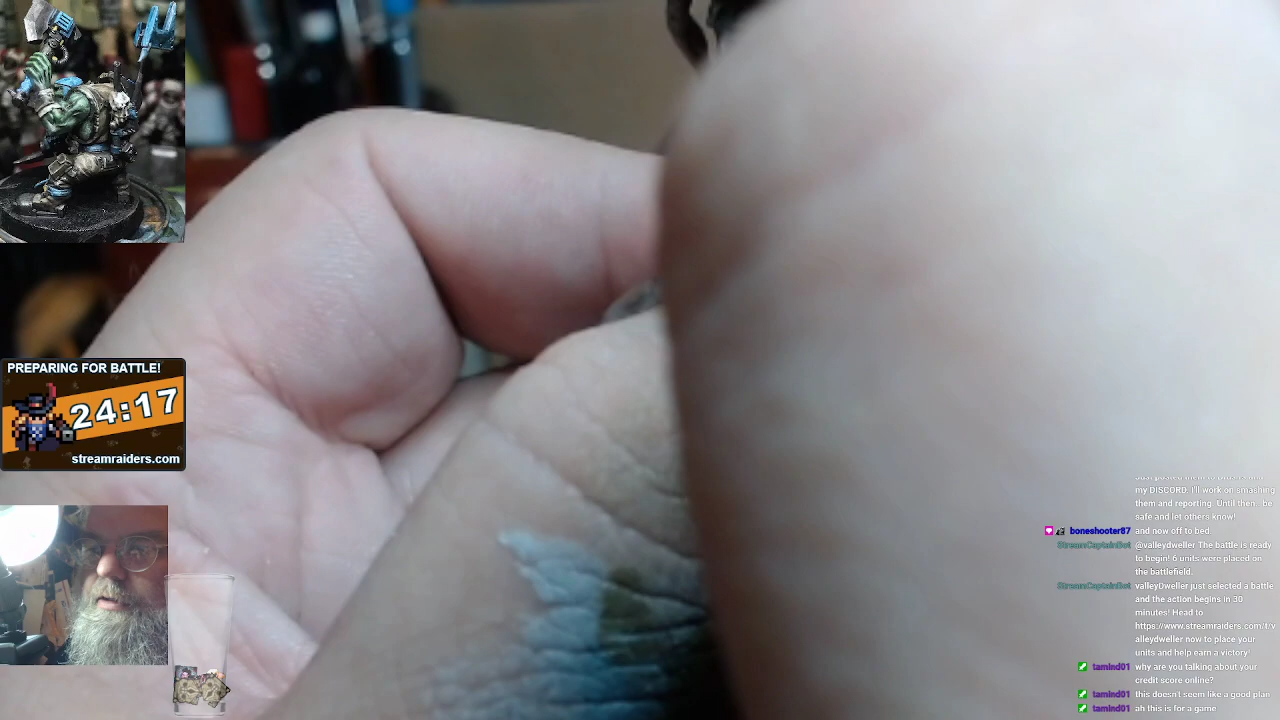 PREPARING FOR BATTLE!
24:17
streamraiders.com
my DISCORD. I'll work on smashing
them and reporting. Until then...be
safe and let others know!
boneshooter87 and now off to bed.
StreamCaptainBot @valleydweller The battle is ready
to begin! 6 units were placed on
the battlefield.
StreamCaptainBot valleyDweller just selected a battle
and the action begins in 30
minutes! Head to
https://www.streamraiders.com/t/v
alleydweller now to place your
units and help earn a victory!
tamind01 why are you talking about your
credit score online?
tamind01 this doesn't seem like a good plan
tamind01 ah this is for a game